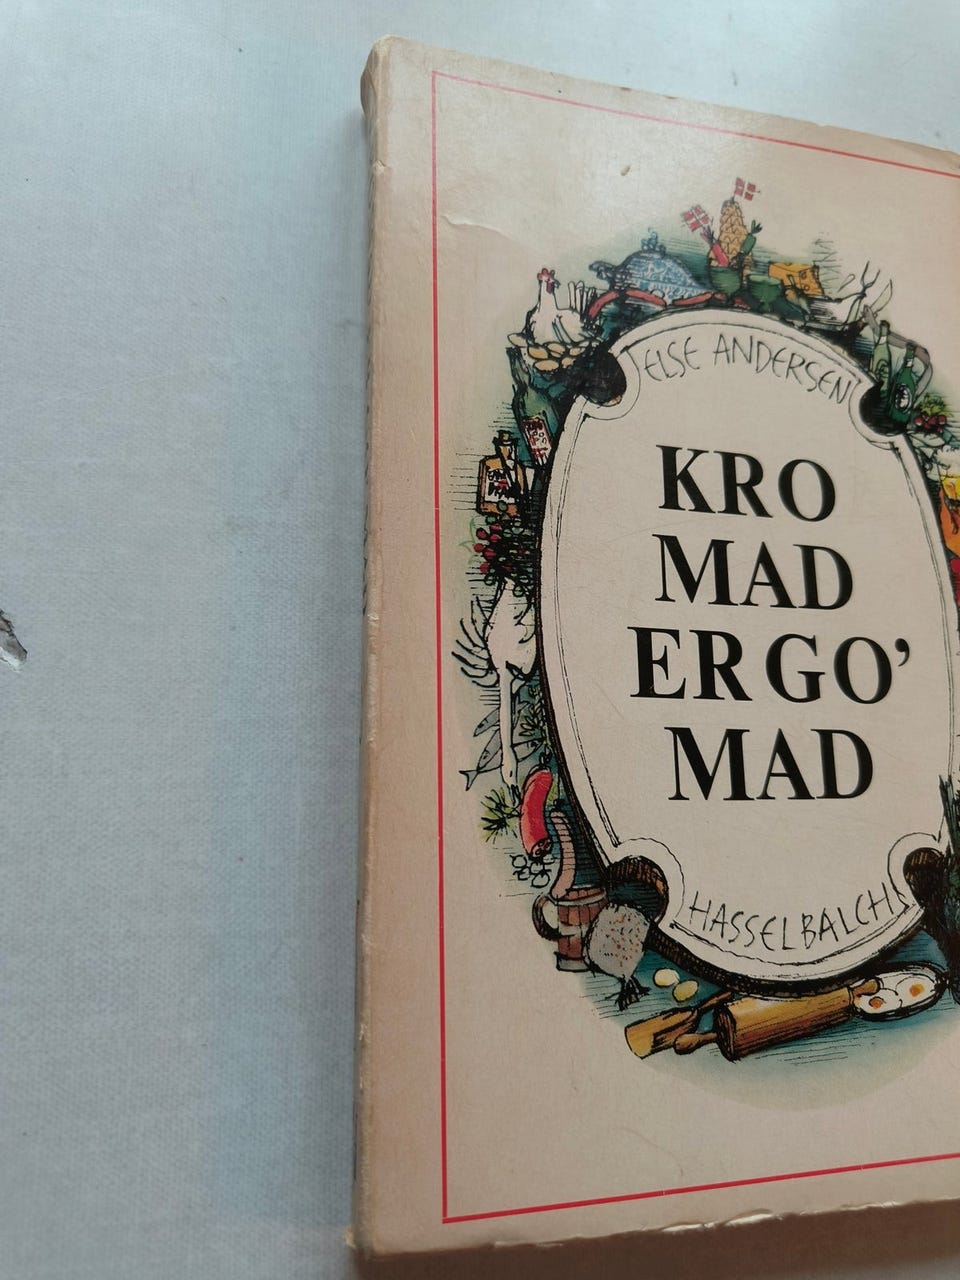 ELSE ANDERSEN
KRO
MAD
ER GO'
MAD
HASSELBALCH